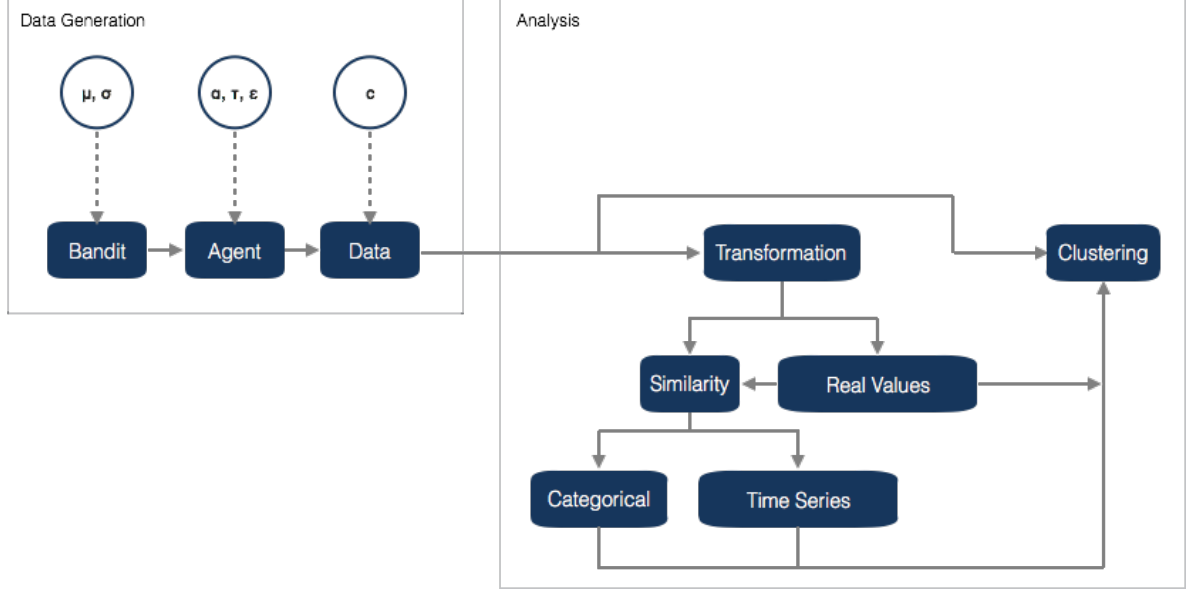 Data Generation
Analysis
μ, σ
α, τ, ε
c
Bandit
Agent
Data
Transformation
Clustering
Similarity
Real Values
Categorical
Time Series